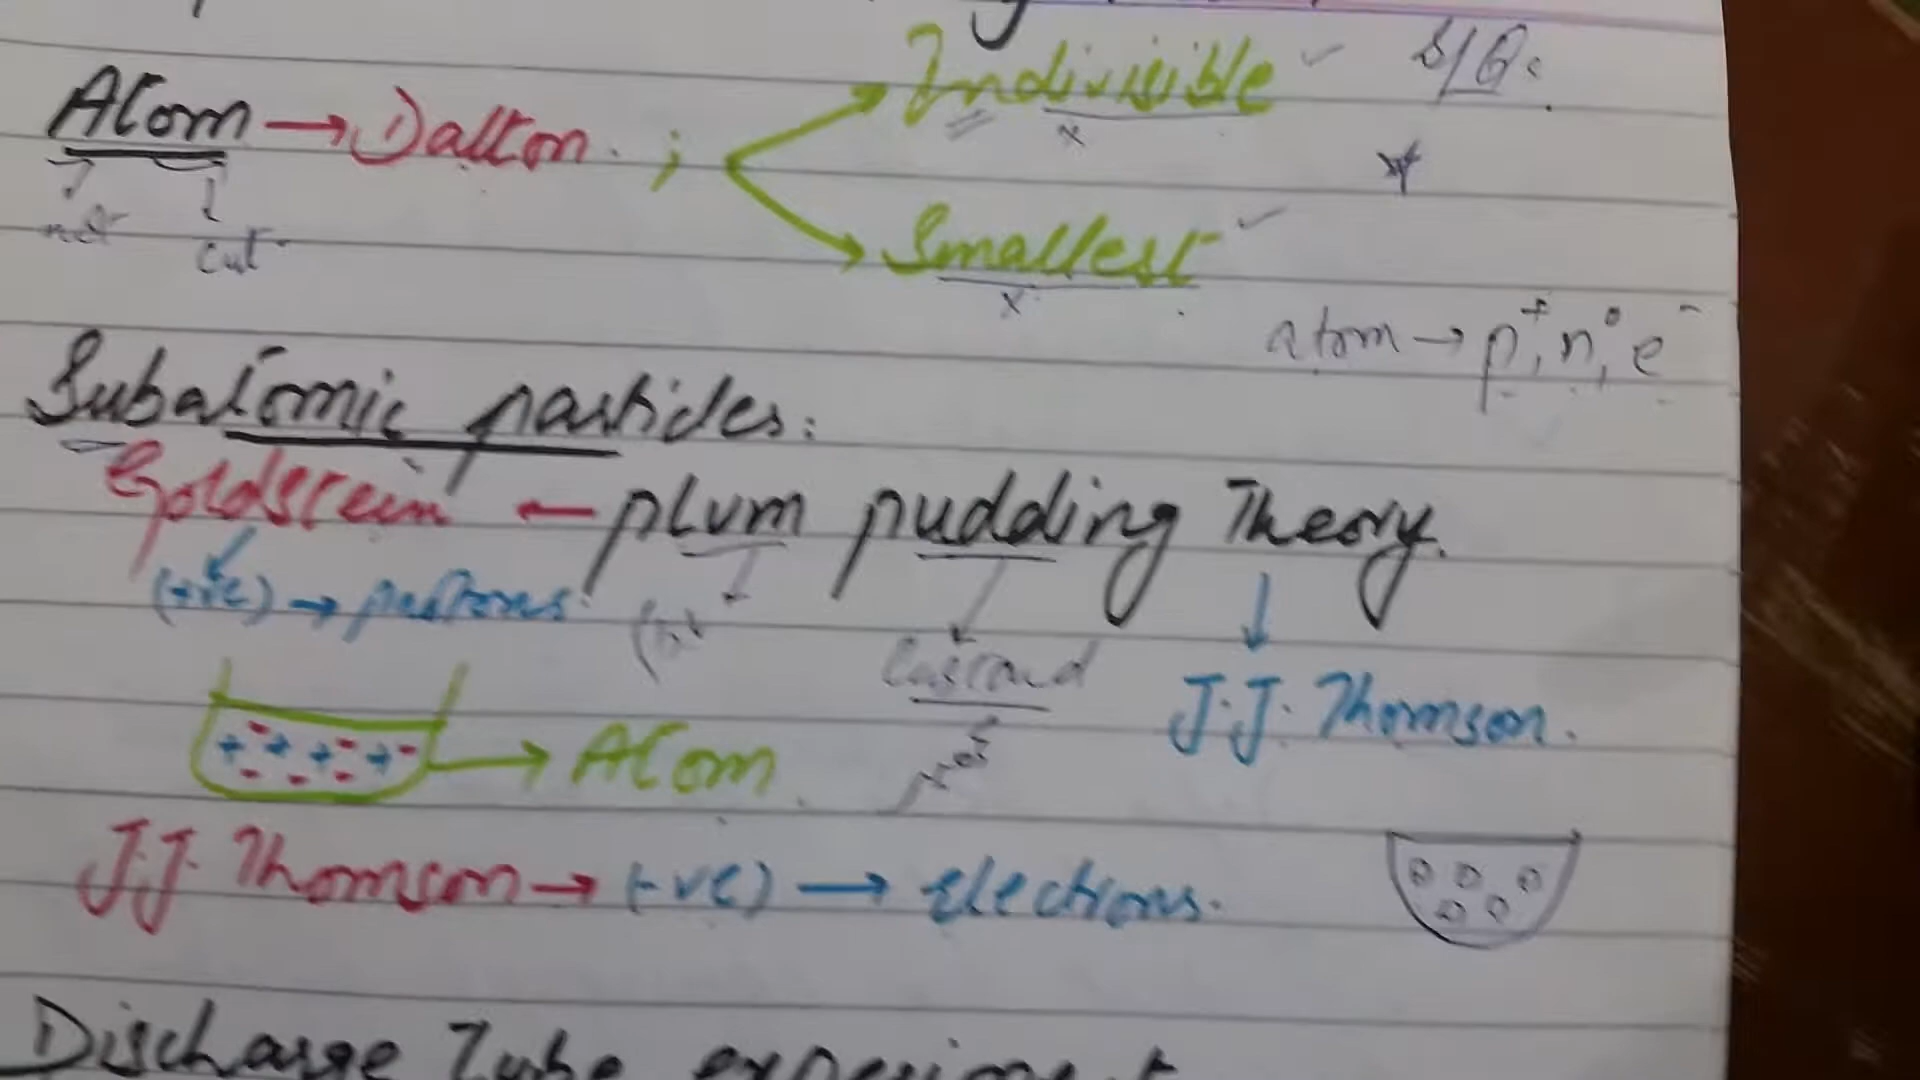 Indivisible S/Q:
Atom → Dalton. ;
not cut
Smallest
x
atom → p⁺, n⁰, e⁻
Subatomic particles:
Goldstein ← plum pudding Theory.
(+ve) → protons.
Custard
J.J. Thomson.
+ - + + - + -
→ Atom
J.J. Thomson → (-ve) → electrons.
Discharge Tube experiment